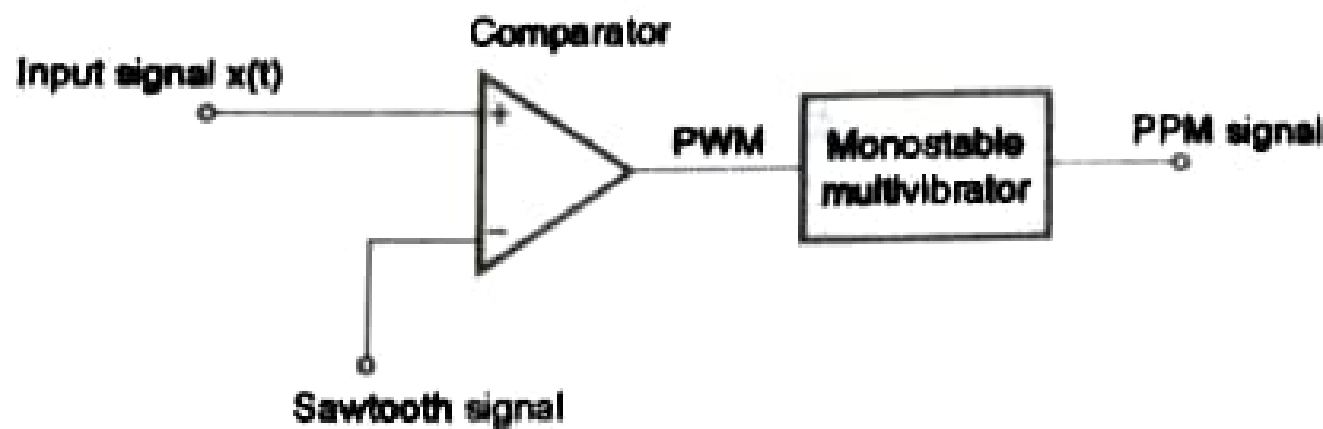 Comparator
Input signal x(t)
+
PWM
Monostable
multivibrator
PPM signal
−
Sawtooth signal